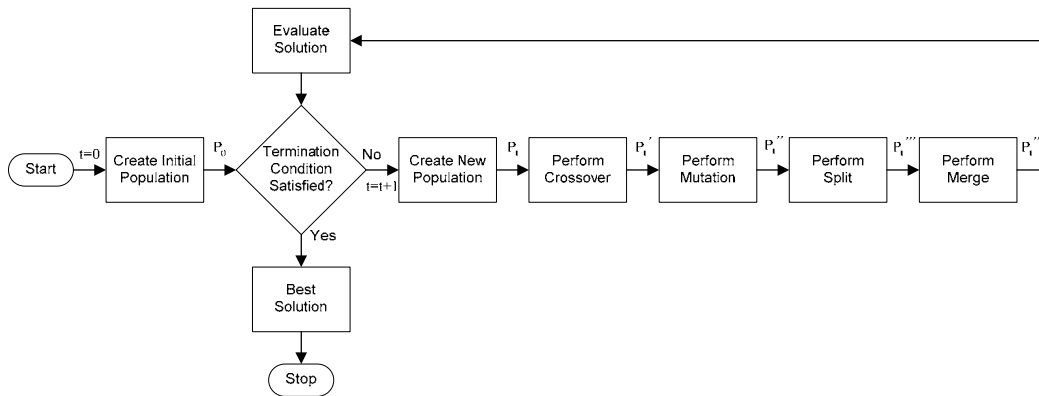 Evaluate
Solution
Start
t=0
Create Initial
Population
P₀
Termination
Condition
Satisfied?
No
t=t+1
Create New
Population
Pₜ
Perform
Crossover
Pₜ′
Perform
Mutation
Pₜ′′
Perform
Split
Pₜ′′′
Perform
Merge
Pₜ′′
Yes
Best
Solution
Stop